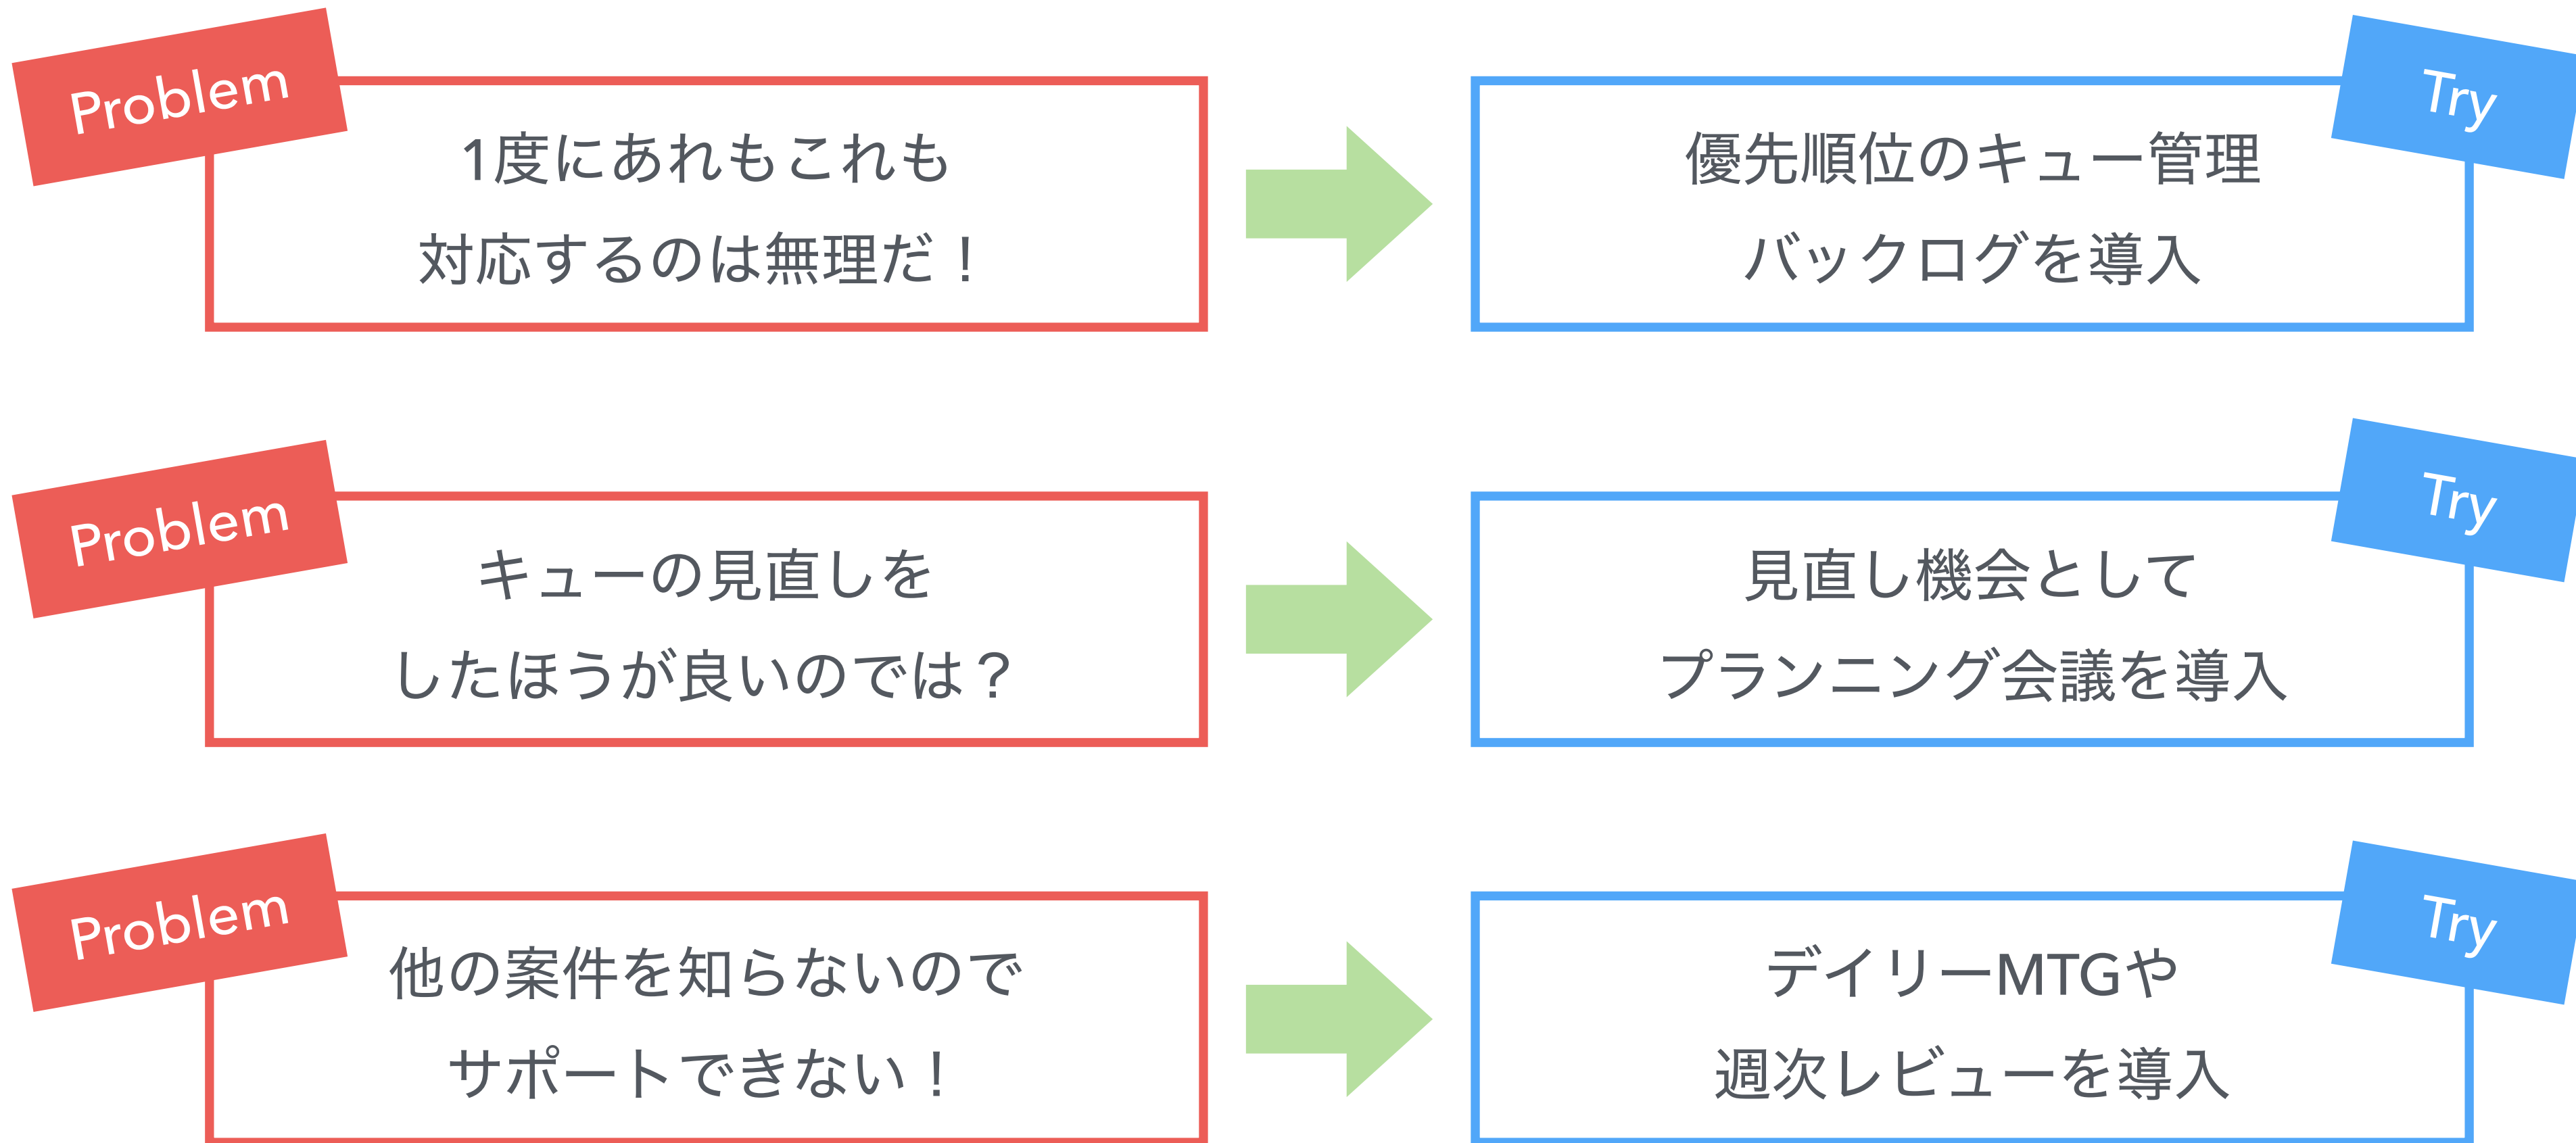 Problem
1度にあれもこれも
対応するのは無理だ！
Try
優先順位のキュー管理
バックログを導入
Problem
キューの見直しを
したほうが良いのでは？
Try
見直し機会として
プランニング会議を導入
Problem
他の案件を知らないので
サポートできない！
Try
デイリーMTGや
週次レビューを導入